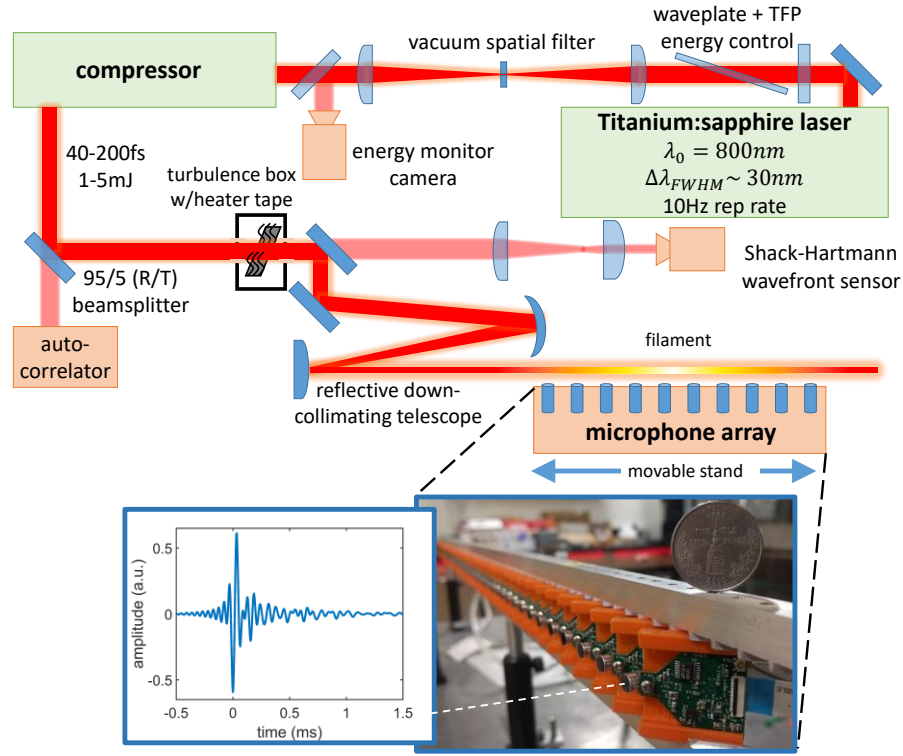 waveplate + TFP
energy control
vacuum spatial filter
compressor
Titanium:sapphire laser
λ₀ = 800nm
Δλ_FWHM ~ 30nm
10Hz rep rate
energy monitor
camera
40-200fs
1-5mJ
turbulence box
w/heater tape
Shack-Hartmann
wavefront sensor
95/5 (R/T)
beamsplitter
auto-
correlator
filament
reflective down-
collimating telescope
microphone array
movable stand
amplitude (a.u.)
0.5
0
-0.5
-0.5
0
0.5
1
1.5
time (ms)